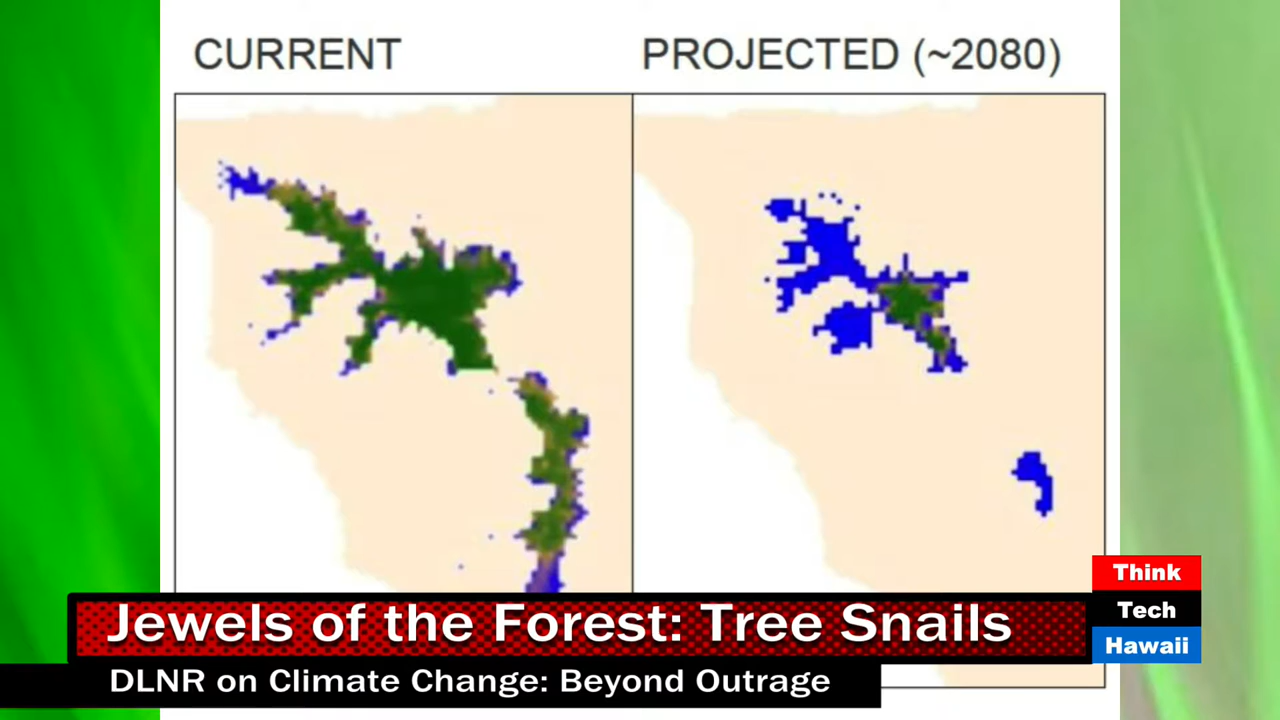 CURRENT
PROJECTED (~2080)
Jewels of the Forest: Tree Snails
DLNR on Climate Change: Beyond Outrage
Think
Tech
Hawaii